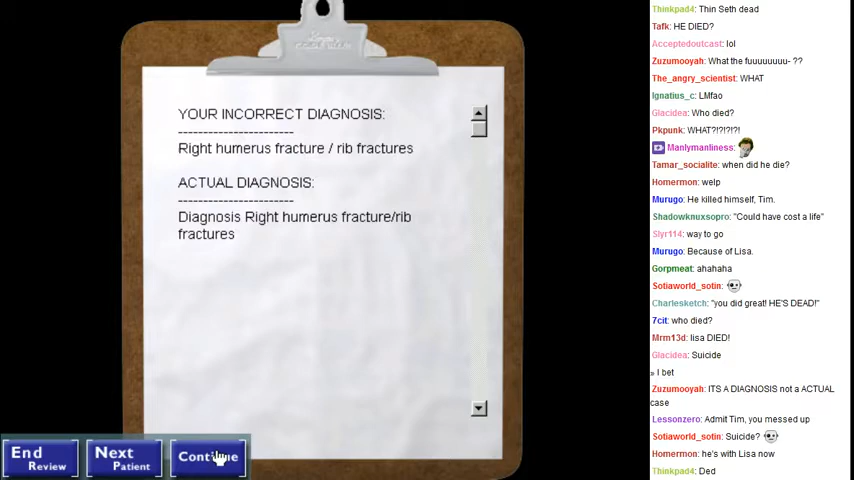 YOUR INCORRECT DIAGNOSIS:
-----------------------
Right humerus fracture / rib fractures
ACTUAL DIAGNOSIS:
-----------------------
Diagnosis Right humerus fracture/rib
fractures
End
Review
Next
Patient
Continue
Thinkpad4: Thin Seth dead
Tafk: HE DIED?
Acceptedoutcast: lol
Zuzumooyah: What the fuuuuuuuu- ??
The_angry_scientist: WHAT
Ignatius_c: LMfao
Glacidea: Who died?
Pkpunk: WHAT?!?!?!?!
Manlymanliness:
Tamar_socialite: when did he die?
Homermon: welp
Murugo: He killed himself, Tim.
Shadowknuxsopro: "Could have cost a life"
Slyr114: way to go
Murugo: Because of Lisa.
Gorpmeat: ahahaha
Sotiaworld_sotin:
Charlesketch: "you did great! HE'S DEAD!"
7cit: who died?
Mrm13d: lisa DIED!
Glacidea: Suicide
» I bet
Zuzumooyah: ITS A DIAGNOSIS not a ACTUAL
case
Lessonzero: Admit Tim, you messed up
Sotiaworld_sotin: Suicide?
Homermon: he's with Lisa now
Thinkpad4: Ded